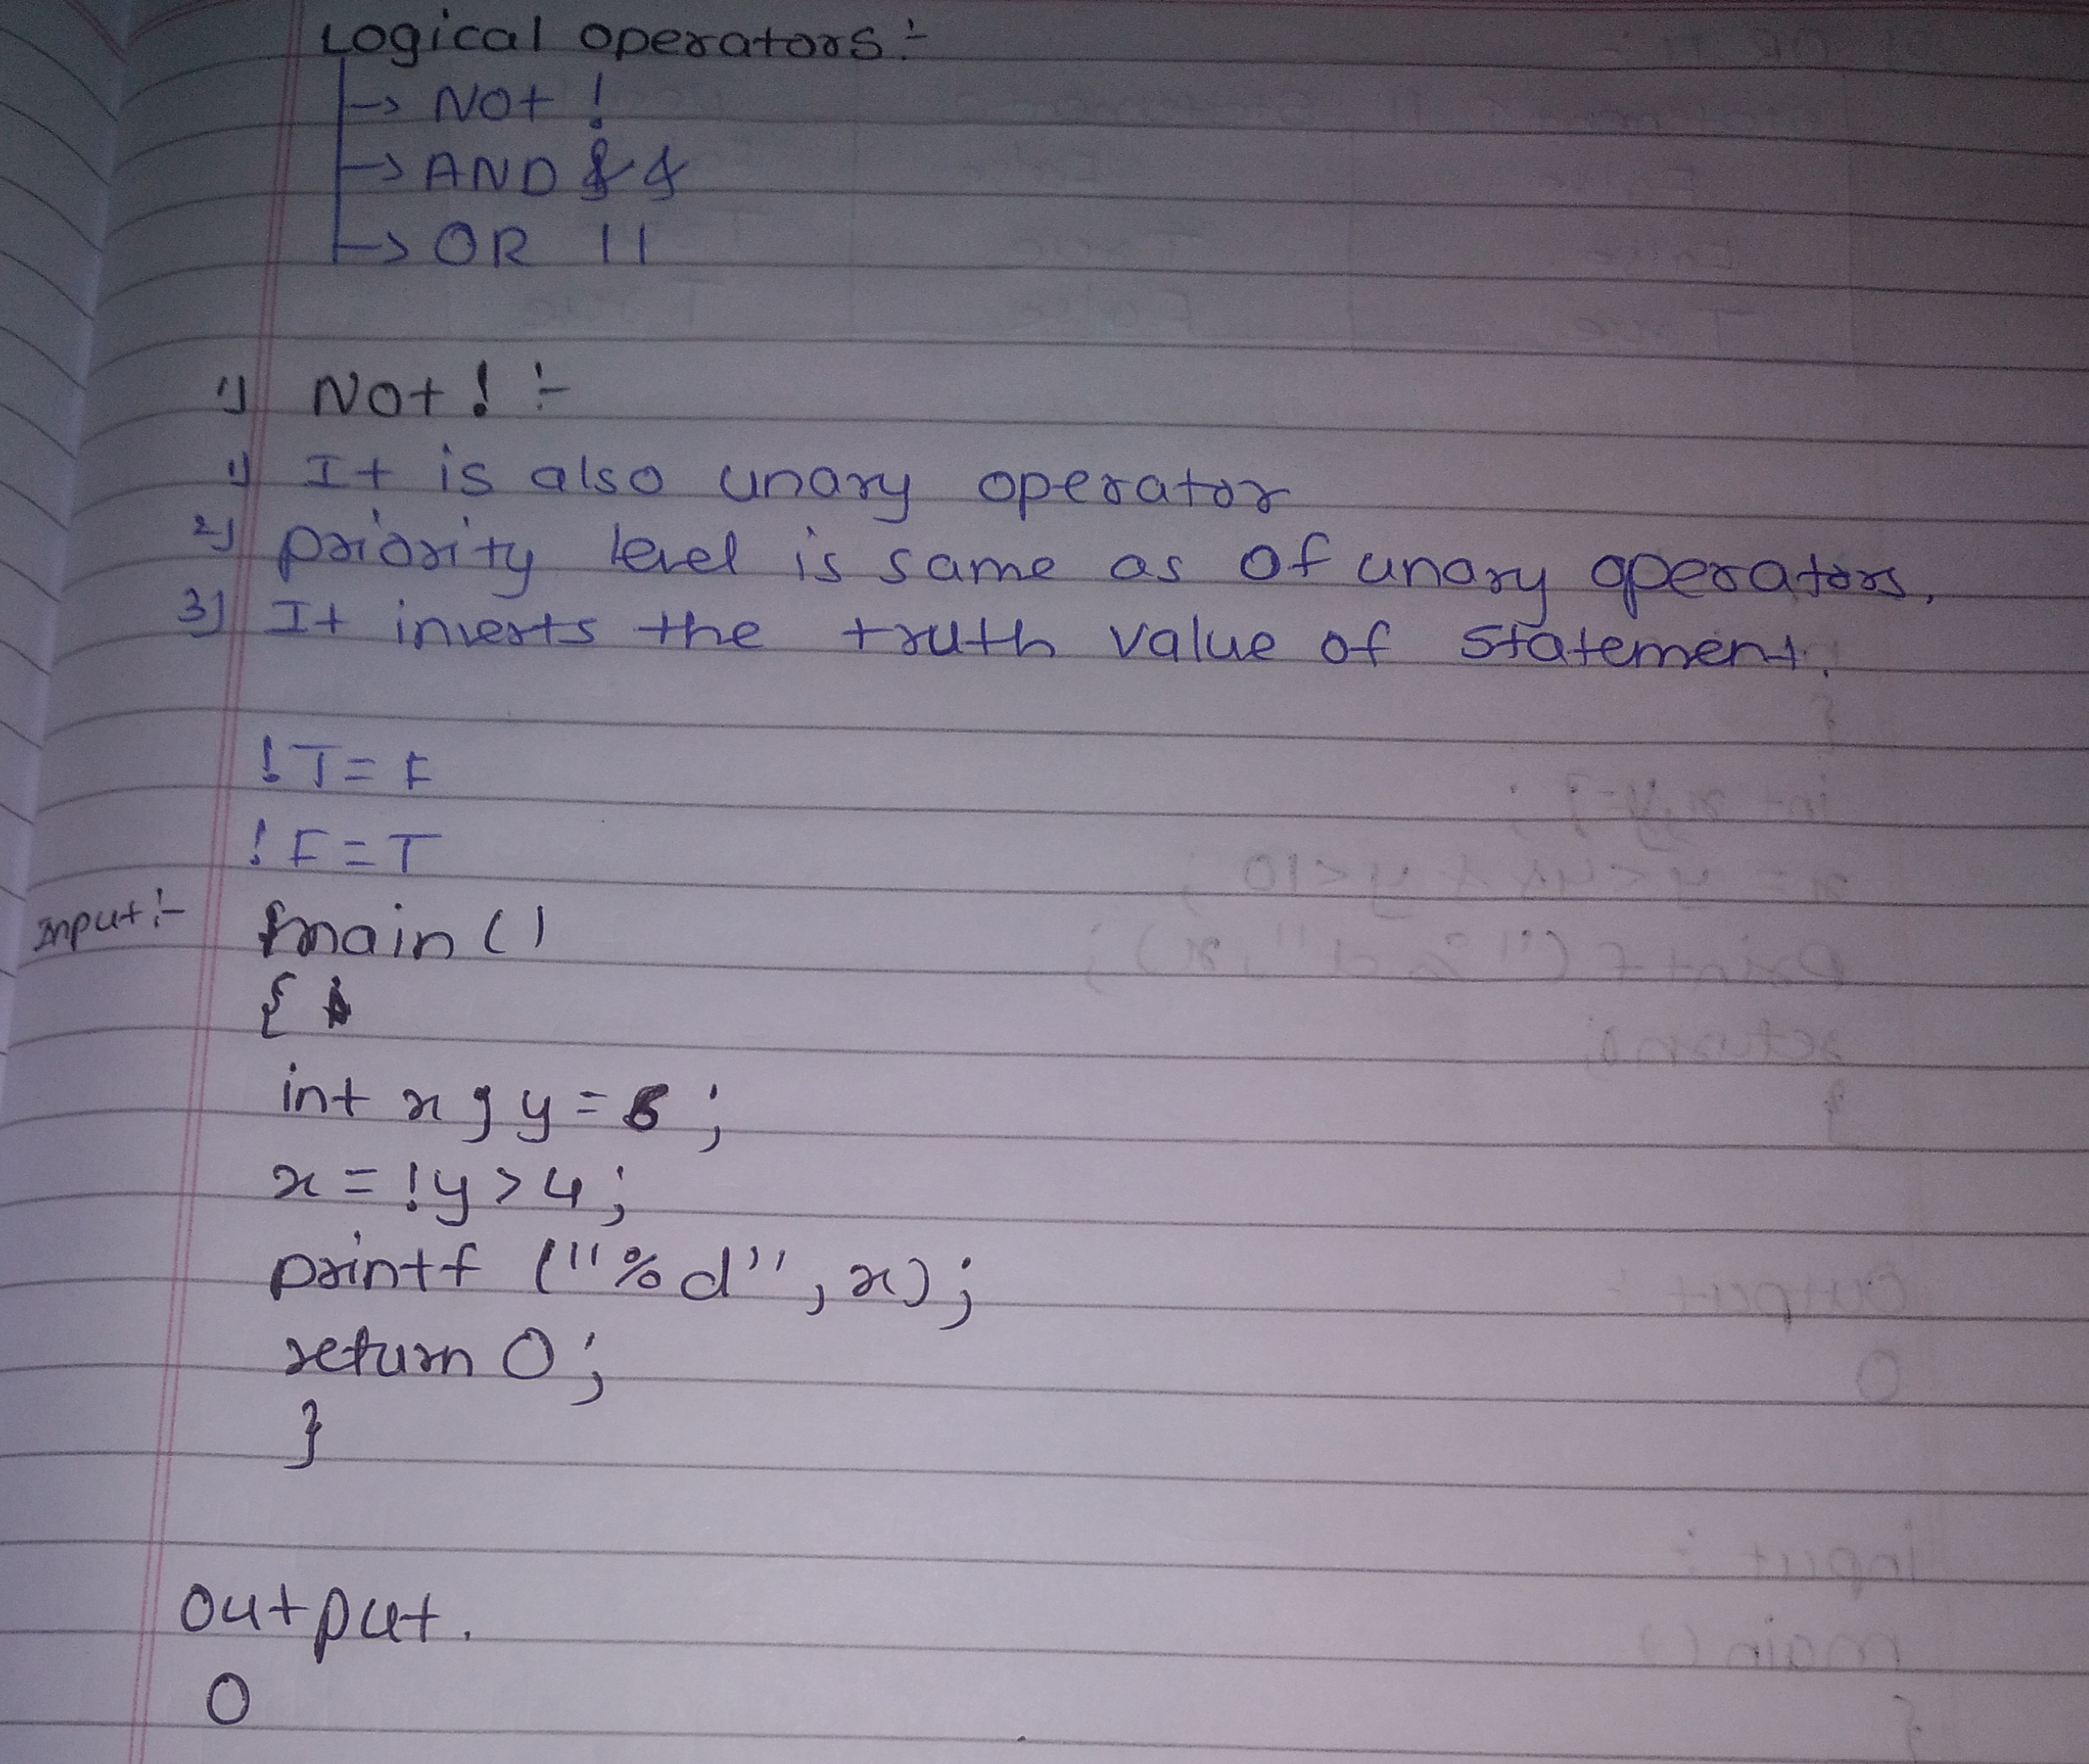 Logical operators :-
→ Not !
→ AND &&
→ OR ||
1) Not ! :-
1) It is also unary operator
2) priority level is same as of unary operators.
3) It inverts the truth value of statement.
!T = F
!F = T
Input :- main ()
{
int x, y = 5;
x = !y > 4;
printf ("%d", x);
return 0;
}
output.
0